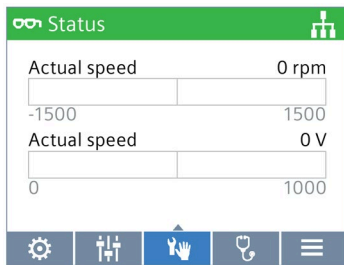 Status
Actual speed 0 rpm
-1500 1500
Actual speed 0 V
0 1000